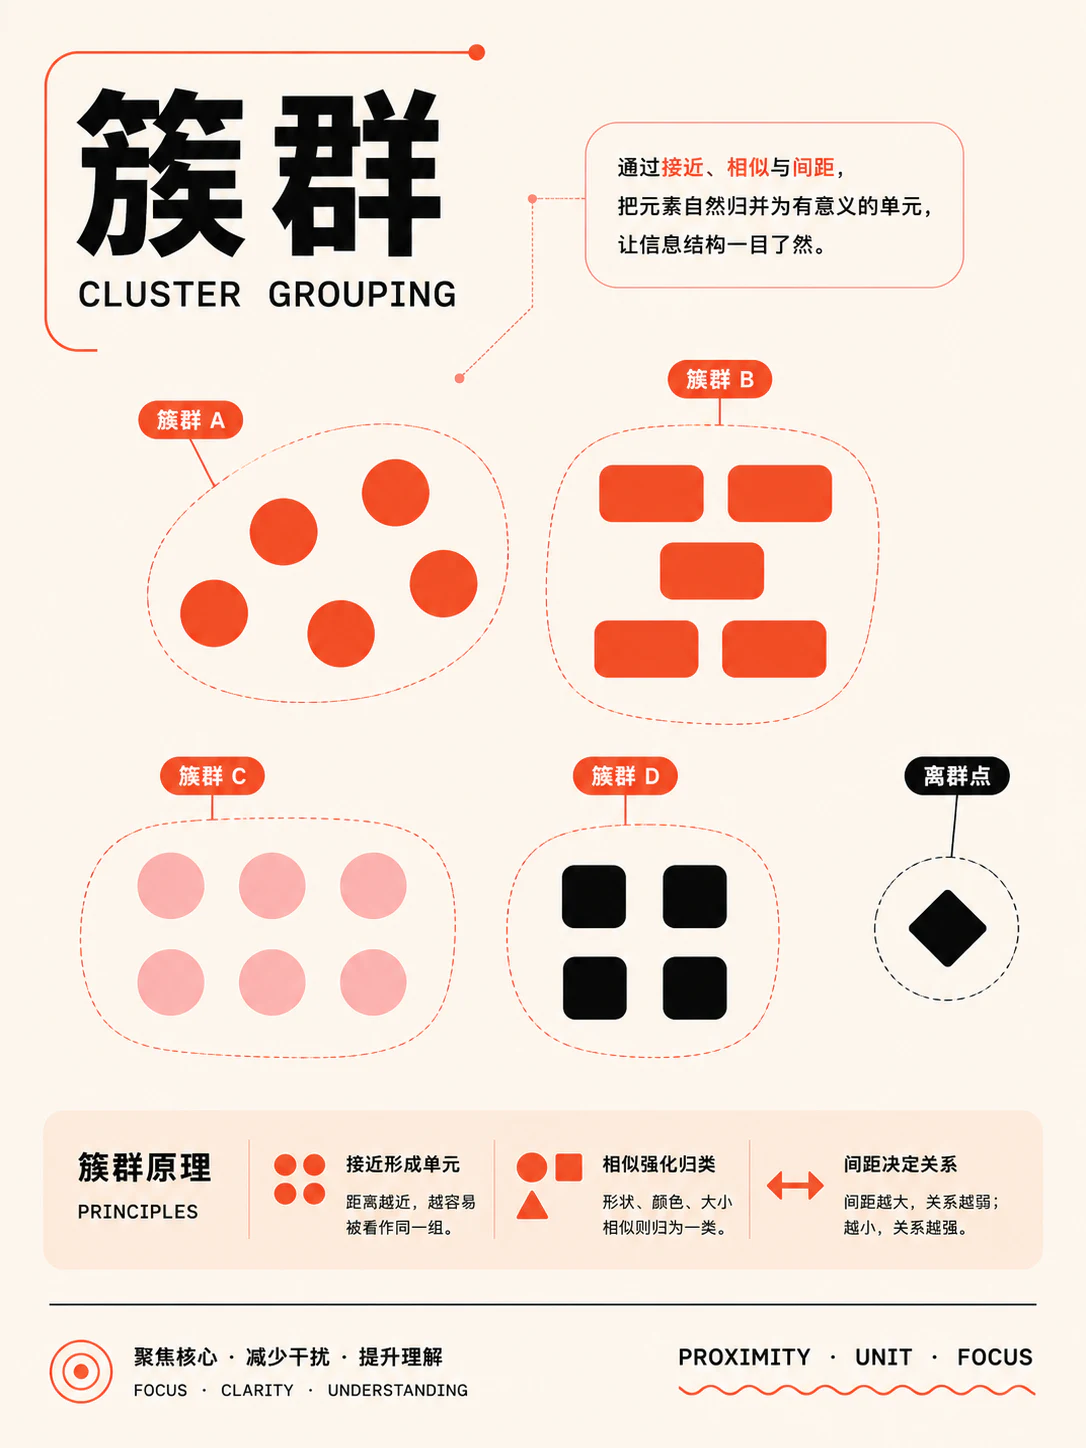 簇群
CLUSTER GROUPING
通过接近、相似与间距，
把元素自然归并为有意义的单元，
让信息结构一目了然。
簇群 A
簇群 B
簇群 C
簇群 D
离群点
簇群原理
PRINCIPLES
接近形成单元
距离越近，越容易
被看作同一组。
相似强化归类
形状、颜色、大小
相似则归为一类。
间距决定关系
间距越大，关系越弱；
越小，关系越强。
聚焦核心 · 减少干扰 · 提升理解
FOCUS · CLARITY · UNDERSTANDING
PROXIMITY · UNIT · FOCUS